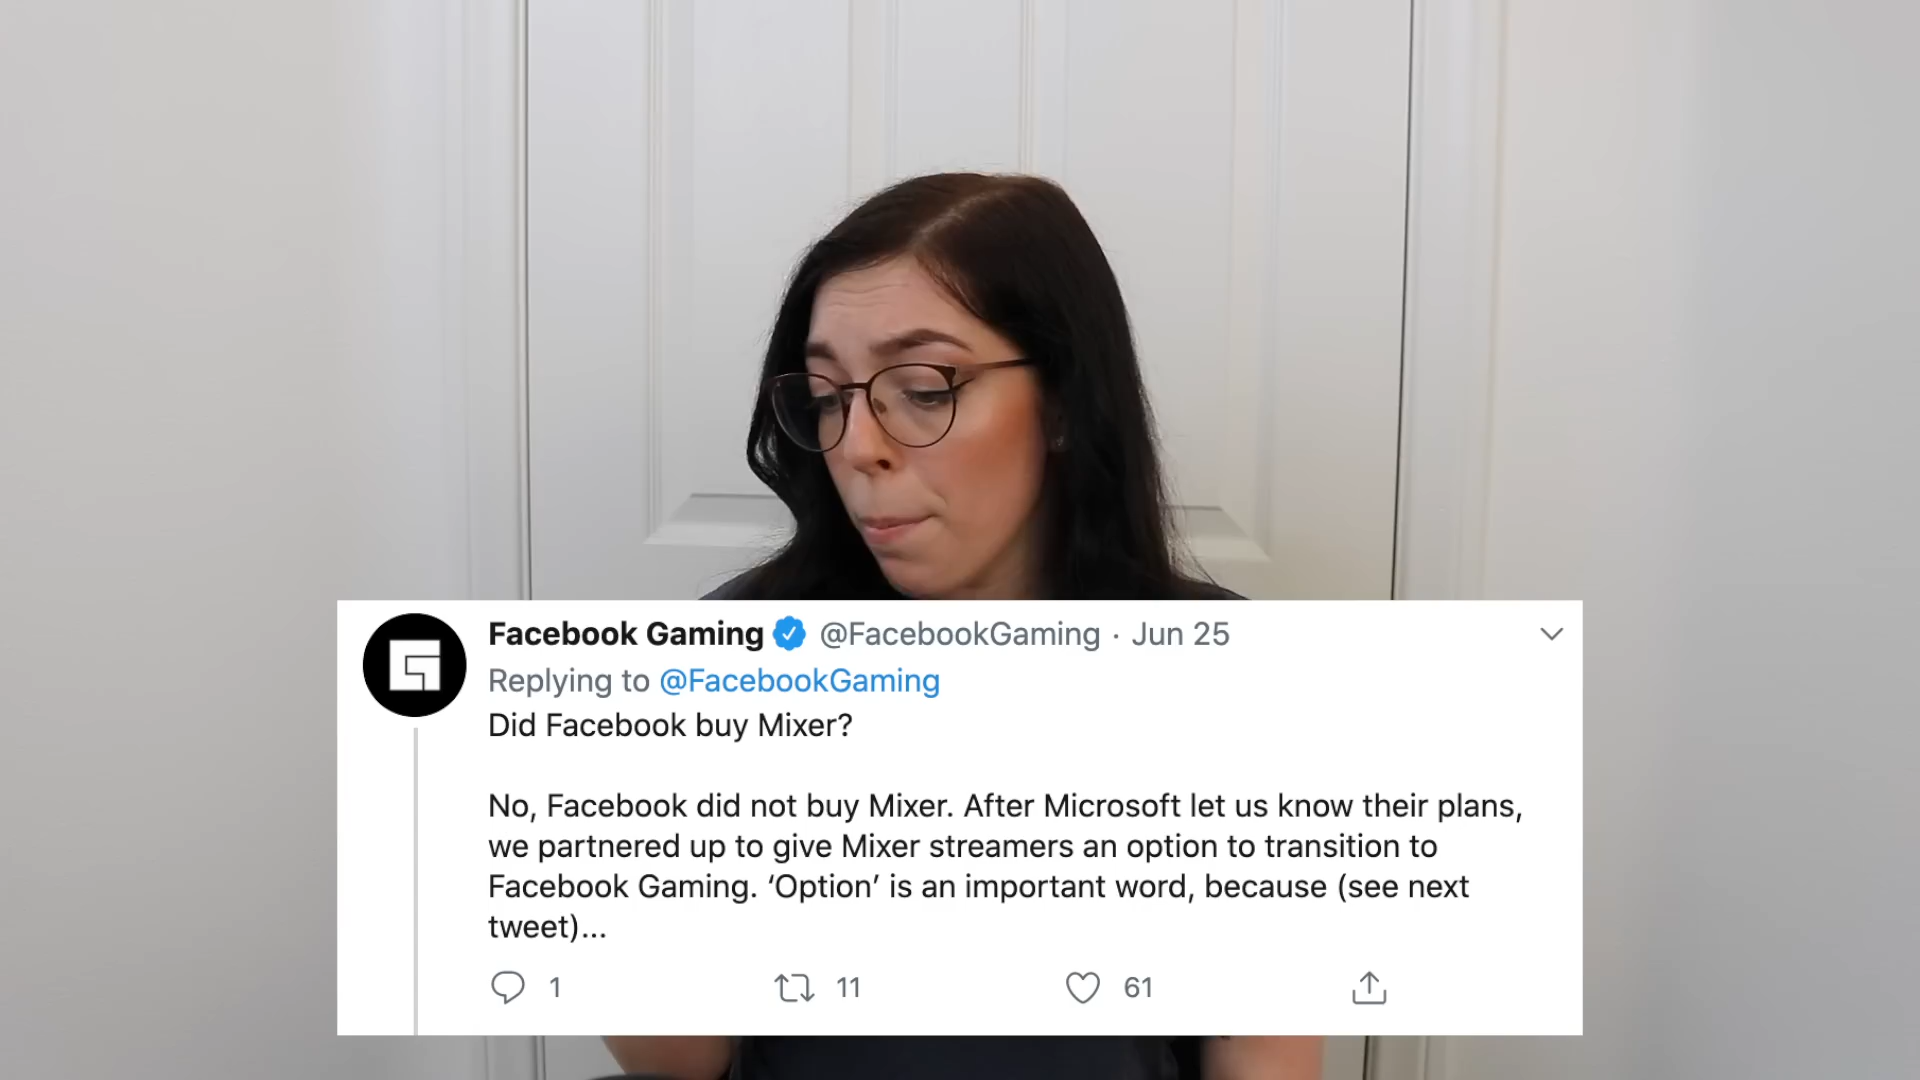 Facebook Gaming @FacebookGaming · Jun 25
Replying to @FacebookGaming
Did Facebook buy Mixer?
No, Facebook did not buy Mixer. After Microsoft let us know their plans,
we partnered up to give Mixer streamers an option to transition to
Facebook Gaming. ‘Option’ is an important word, because (see next
tweet)...
1 11 61